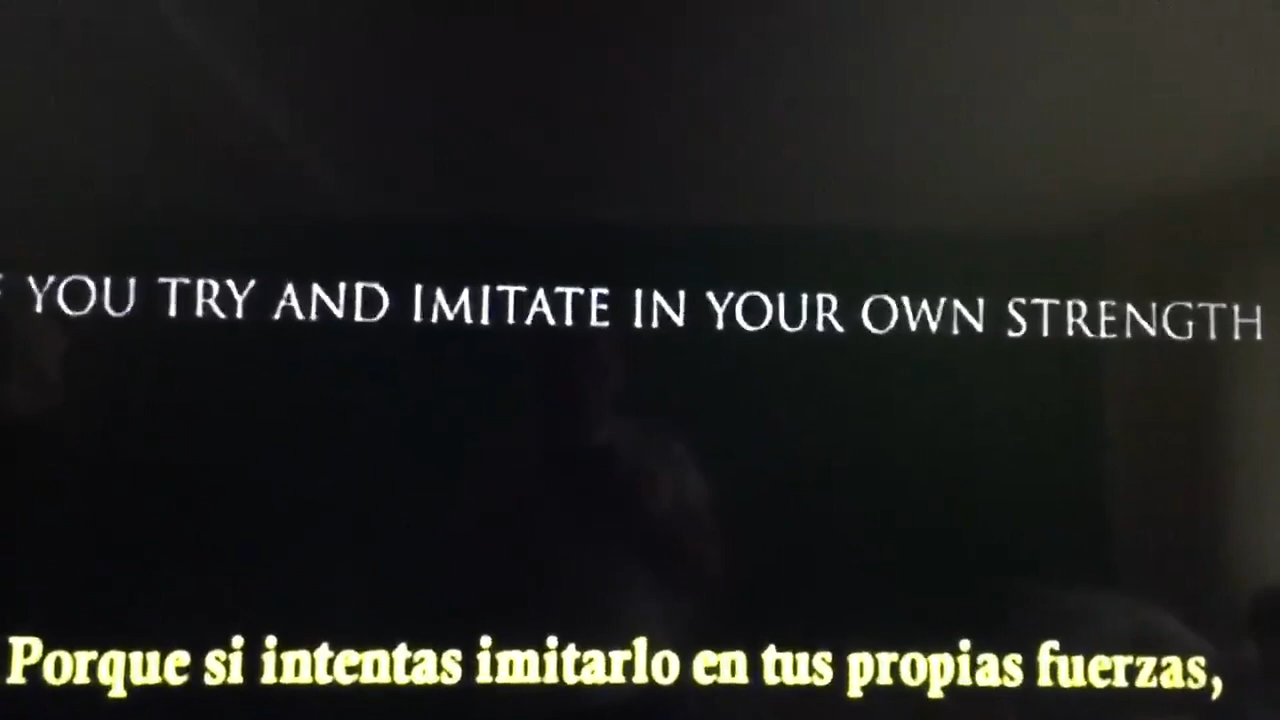 YOU TRY AND IMITATE IN YOUR OWN STRENGTH
Porque si intentas imitarlo en tus propias fuerzas,